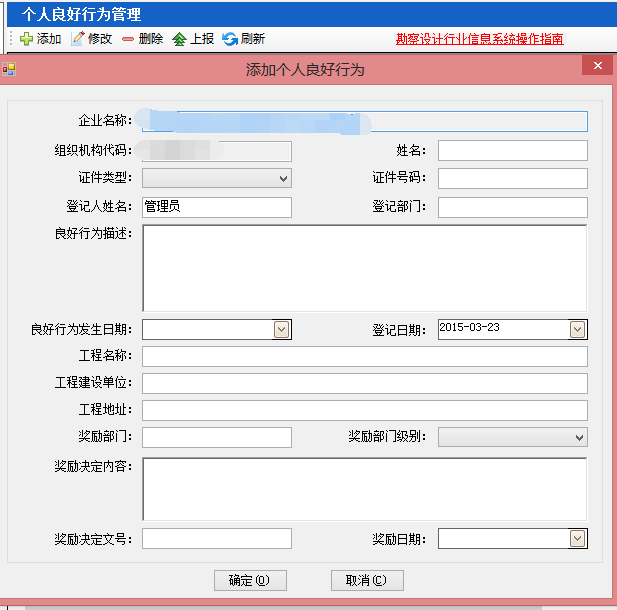 个人良好行为管理
添加 修改 删除 上报 刷新 勘察设计行业信息系统操作指南
添加个人良好行为
企业名称：
组织机构代码： 姓名：
证件类型： 证件号码：
登记人姓名： 管理员 登记部门：
良好行为描述：
良好行为发生日期： 登记日期： 2015-03-23
工程名称：
工程建设单位：
工程地址：
奖励部门： 奖励部门级别：
奖励决定内容：
奖励决定文号： 奖励日期：
确定(O) 取消(C)